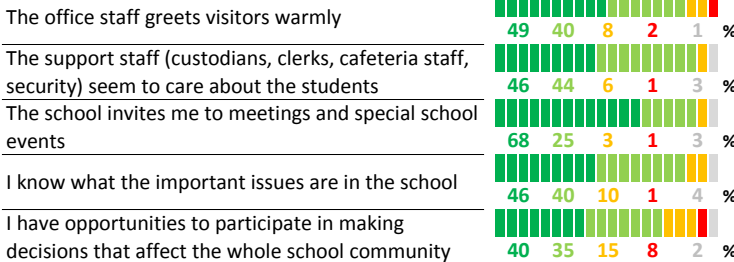 The office staff greets visitors warmly
49 40 8 2 1 %
The support staff (custodians, clerks, cafeteria staff,
security) seem to care about the students
46 44 6 1 3 %
The school invites me to meetings and special school
events
68 25 3 1 3 %
I know what the important issues are in the school
46 40 10 1 4 %
I have opportunities to participate in making
decisions that affect the whole school community
40 35 15 8 2 %